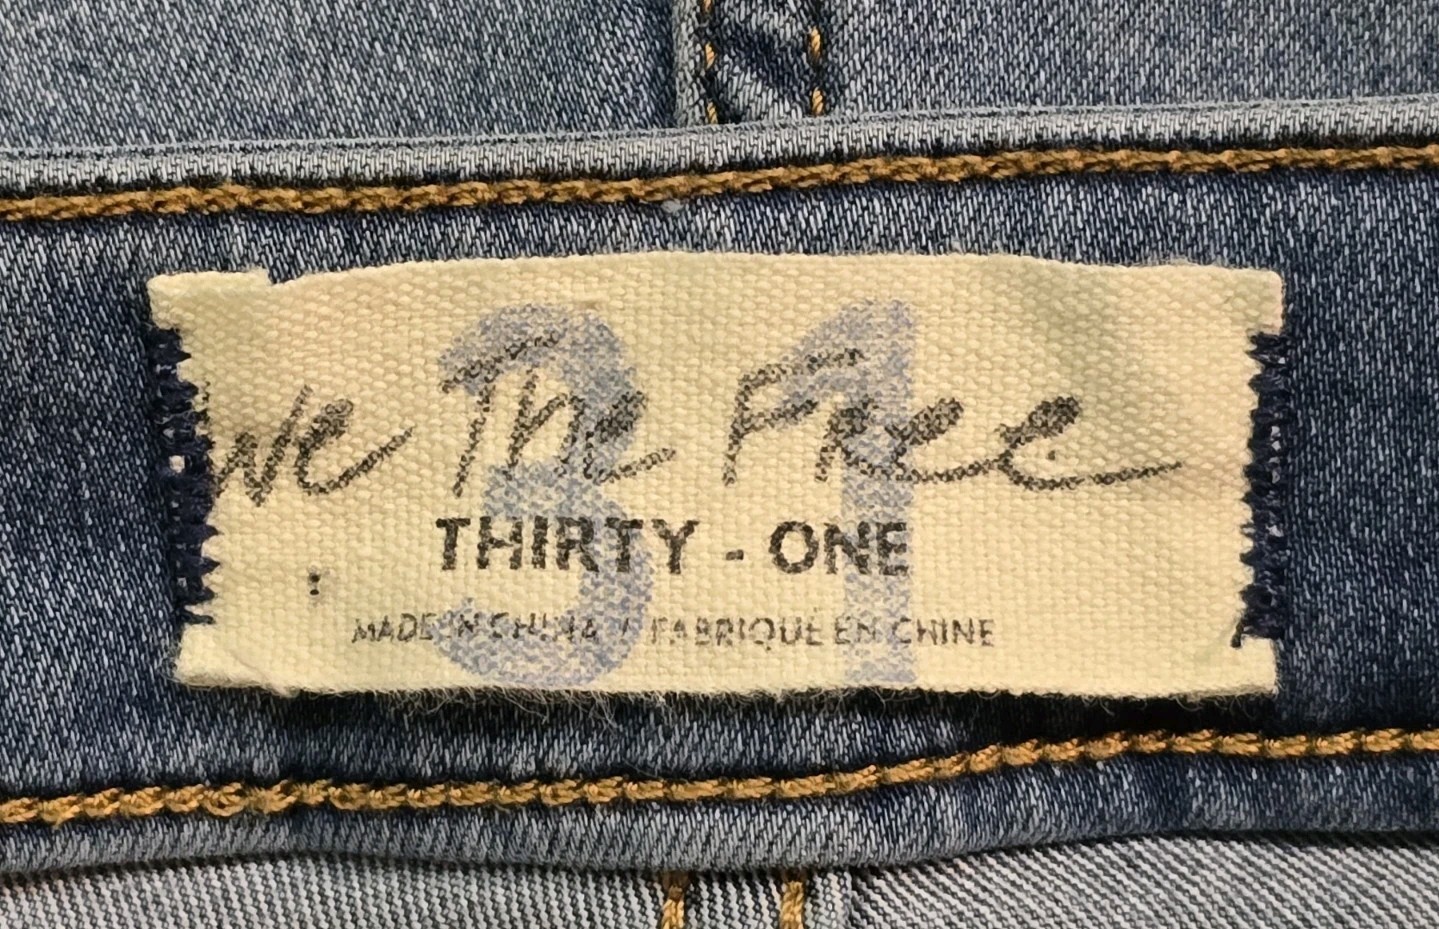 31
We The Free
THIRTY - ONE
MADE IN CHINA / FABRIQUÉ EN CHINE